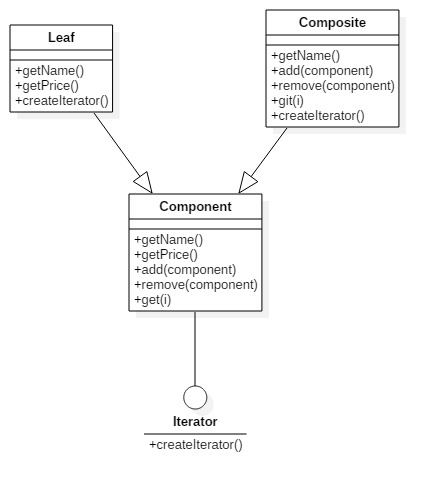 Leaf
+getName()
+getPrice()
+createIterator()
Composite
+getName()
+add(component)
+remove(component)
+git(i)
+createIterator()
Component
+getName()
+getPrice()
+add(component)
+remove(component)
+get(i)
Iterator
+createIterator()